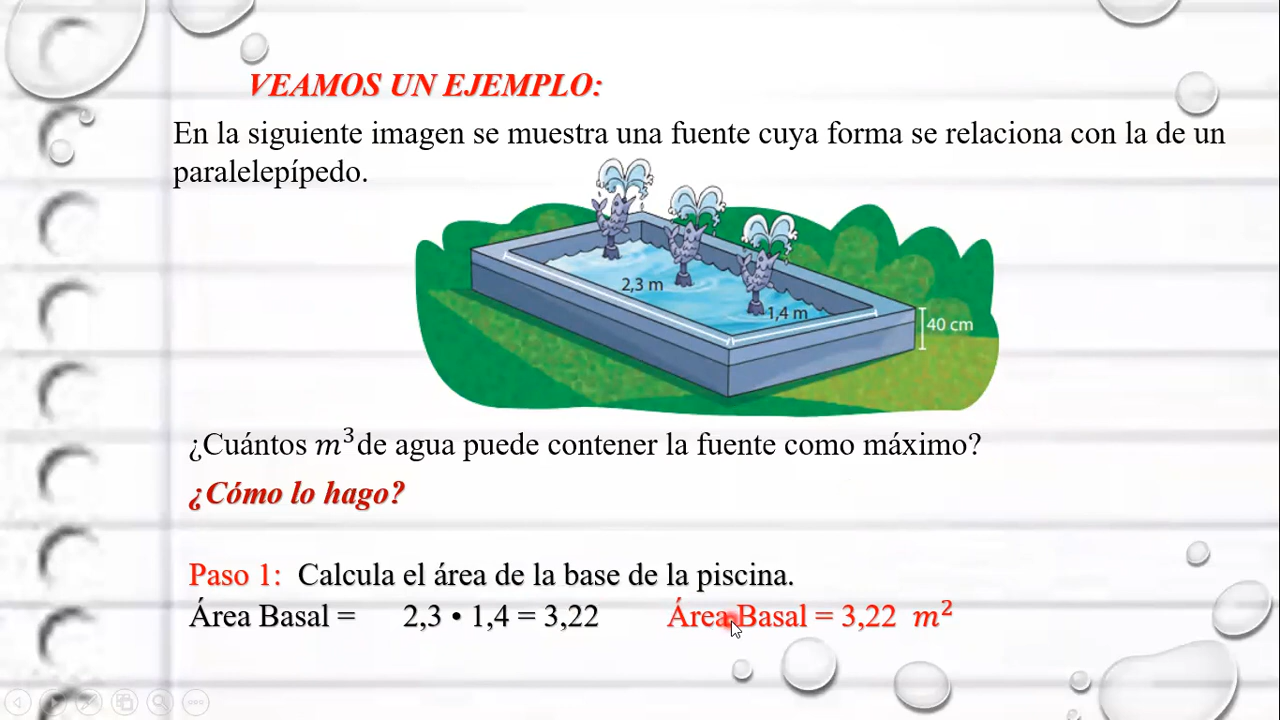 VEAMOS UN EJEMPLO:
En la siguiente imagen se muestra una fuente cuya forma se relaciona con la de un
paralelepípedo.
2,3 m
1,4 m
40 cm
¿Cuántos m³ de agua puede contener la fuente como máximo?
¿Cómo lo hago?
Paso 1: Calcula el área de la base de la piscina.
Área Basal = 2,3 • 1,4 = 3,22 Área Basal = 3,22 m²